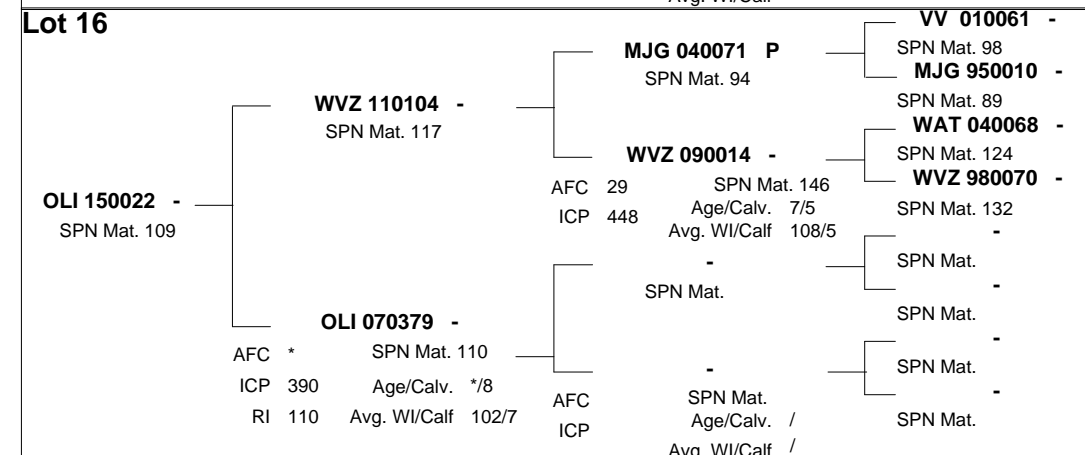 Avg. WI/Calf
Lot 16
VV 010061 -
SPN Mat. 98
MJG 040071 P
SPN Mat. 94
MJG 950010 -
SPN Mat. 89
WVZ 110104 -
SPN Mat. 117
WAT 040068 -
SPN Mat. 124
WVZ 090014 -
AFC 29 SPN Mat. 146
ICP 448 Age/Calv. 7/5
Avg. WI/Calf 108/5
WVZ 980070 -
SPN Mat. 132
OLI 150022 -
SPN Mat. 109
-
SPN Mat.
-
SPN Mat.
-
SPN Mat.
OLI 070379 -
AFC * SPN Mat. 110
ICP 390 Age/Calv. */8
RI 110 Avg. WI/Calf 102/7
-
SPN Mat.
-
AFC SPN Mat.
ICP Age/Calv. /
Avg. WI/Calf /
-
SPN Mat.